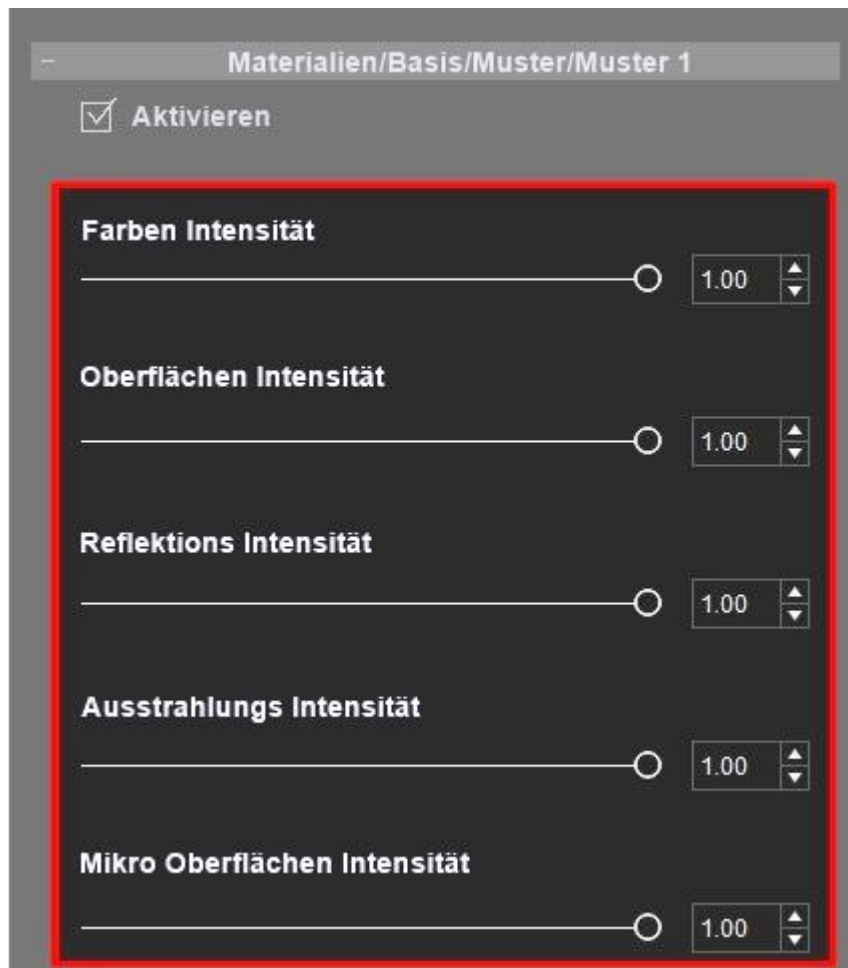 Materialien/Basis/Muster/Muster 1
Aktivieren
Farben Intensität
1.00
Oberflächen Intensität
1.00
Reflektions Intensität
1.00
Ausstrahlungs Intensität
1.00
Mikro Oberflächen Intensität
1.00